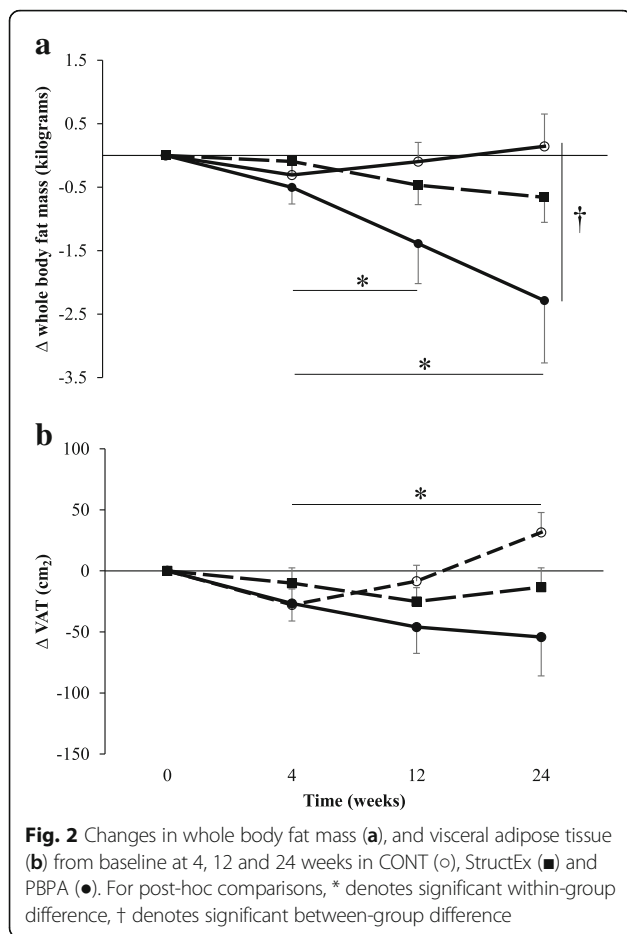 a
1.5
0.5
-0.5
-1.5
-2.5
-3.5
Δ whole body fat mass (kilograms)
*
*
†
b
100
50
0
-50
-100
-150
Δ VAT (cm2)
*
0 4 12 24
Time (weeks)
Fig. 2 Changes in whole body fat mass (a), and visceral adipose tissue
(b) from baseline at 4, 12 and 24 weeks in CONT (○), StructEx (■) and
PBPA (●). For post-hoc comparisons, * denotes significant within-group
difference, † denotes significant between-group difference